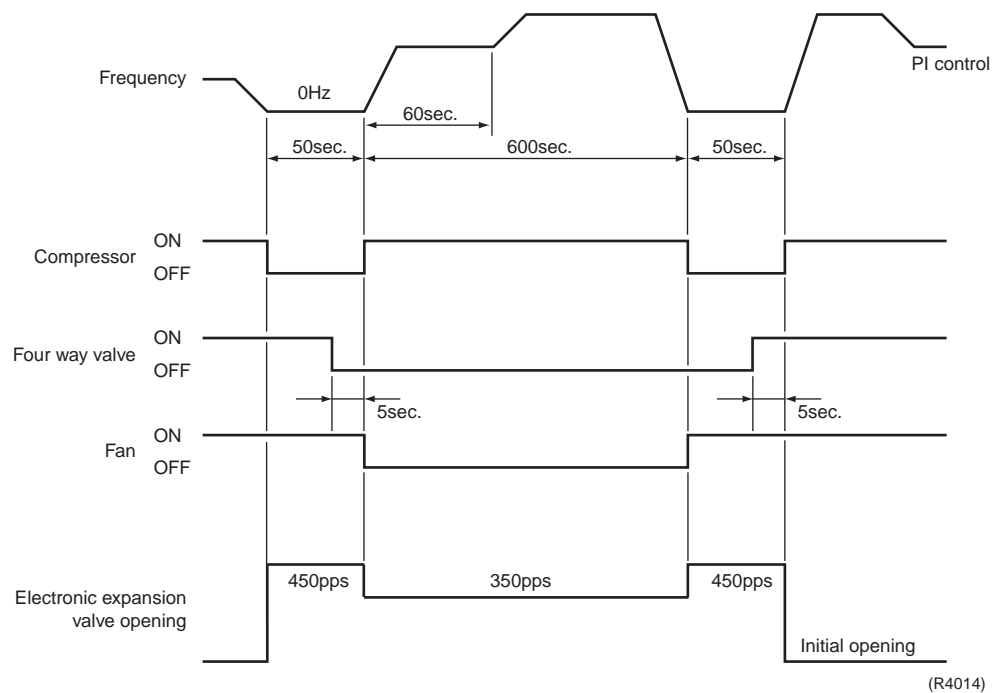 PI control
Frequency
0Hz
60sec.
50sec.
600sec.
50sec.
ON
Compressor
OFF
ON
Four way valve
OFF
5sec.
5sec.
ON
Fan
OFF
450pps
350pps
450pps
Electronic expansion
valve opening
Initial opening
(R4014)